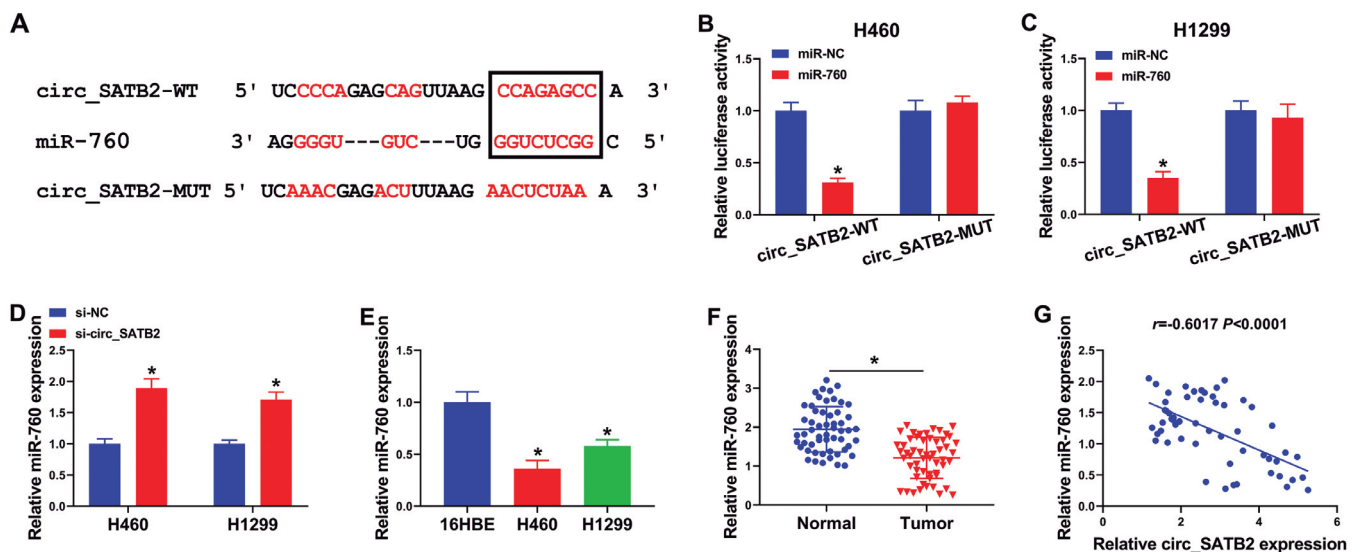 A
circ_SATB2-WT 5' UCCCCAGAGCAGUUAAG CCAGAGCC A 3'
miR-760 3' AGGGGU---GUC---UG GGUCUCGG C 5'
circ_SATB2-MUT 5' UCAAACGAGACUUUAAG AACUCUAA A 3'
B
H460
Relative luciferase activity
miR-NC
miR-760
1.5
1.0
0.5
0.0
*
circ_SATB2-WT
circ_SATB2-MUT
C
H1299
Relative luciferase activity
miR-NC
miR-760
1.5
1.0
0.5
0.0
*
circ_SATB2-WT
circ_SATB2-MUT
D
si-NC
si-circ_SATB2
Relative miR-760 expression
2.5
2.0
1.5
1.0
0.5
0.0
* *
H460 H1299
E
Relative miR-760 expression
1.5
1.0
0.5
0.0
* *
16HBE H460 H1299
F
Relative miR-760 expression
4
3
2
1
0
*
Normal Tumor
G
r=-0.6017 P<0.0001
Relative miR-760 expression
2.5
2.0
1.5
1.0
0.5
0.0
0 2 4 6
Relative circ_SATB2 expression